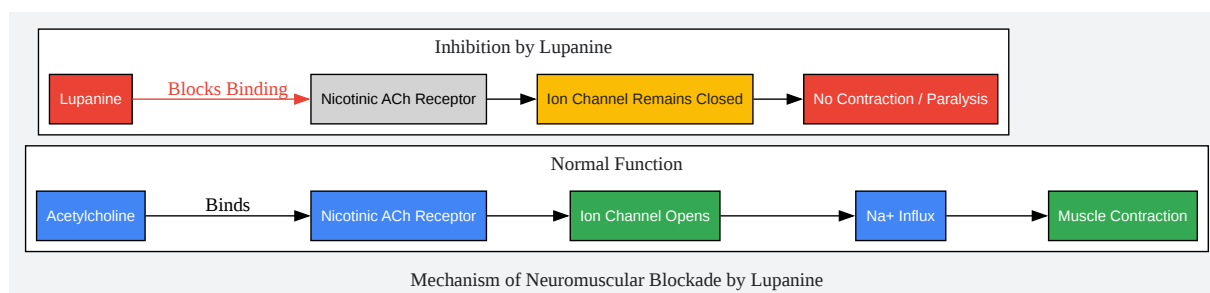 Inhibition by Lupanine
Lupanine
Blocks Binding
Nicotinic ACh Receptor
Ion Channel Remains Closed
No Contraction / Paralysis
Normal Function
Acetylcholine
Binds
Nicotinic ACh Receptor
Ion Channel Opens
Na+ Influx
Muscle Contraction
Mechanism of Neuromuscular Blockade by Lupanine